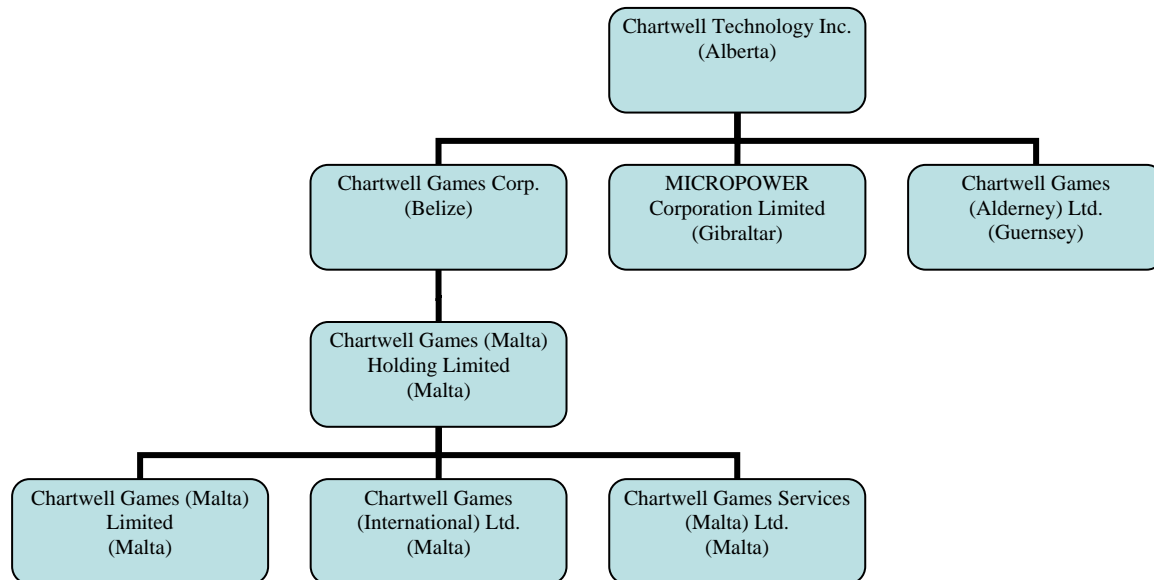 Chartwell Technology Inc.
(Alberta)
Chartwell Games Corp.
(Belize)
MICROPOWER
Corporation Limited
(Gibraltar)
Chartwell Games
(Alderney) Ltd.
(Guernsey)
Chartwell Games (Malta)
Holding Limited
(Malta)
Chartwell Games (Malta)
Limited
(Malta)
Chartwell Games
(International) Ltd.
(Malta)
Chartwell Games Services
(Malta) Ltd.
(Malta)